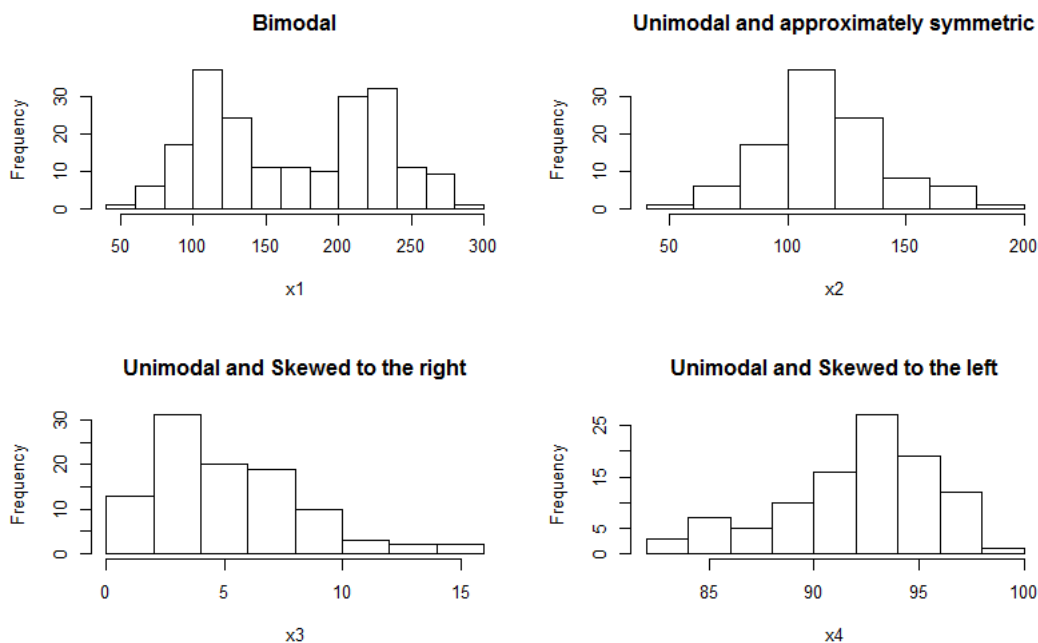 Bimodal
Frequency
0 10 20 30
50 100 150 200 250 300
x1
Unimodal and approximately symmetric
Frequency
0 10 20 30
50 100 150 200
x2
Unimodal and Skewed to the right
Frequency
0 10 20 30
0 5 10 15
x3
Unimodal and Skewed to the left
Frequency
0 5 15 25
85 90 95 100
x4